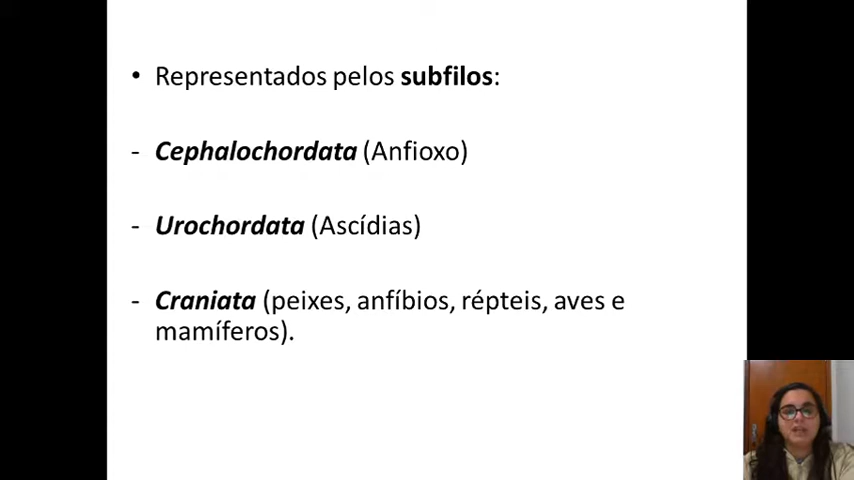 • Representados pelos subfilos:
- Cephalochordata (Anfioxo)
- Urochordata (Ascídias)
- Craniata (peixes, anfíbios, répteis, aves e
mamíferos).